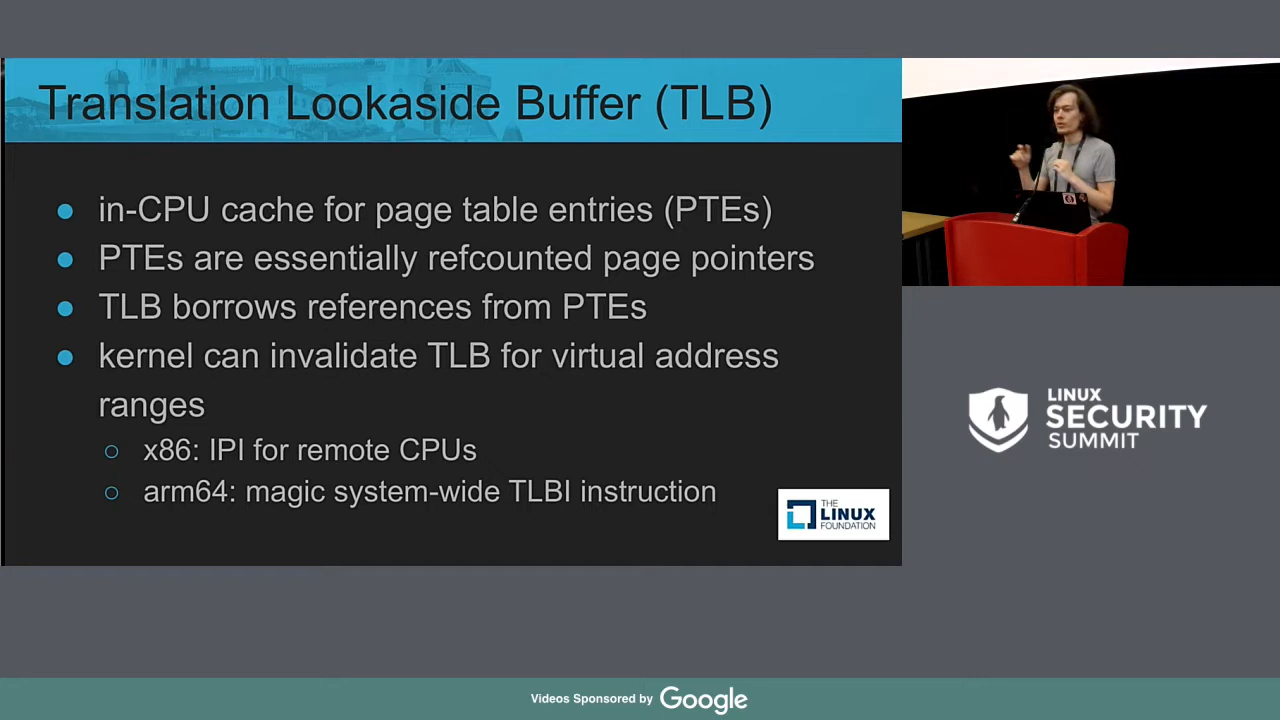 Translation Lookaside Buffer (TLB)
in-CPU cache for page table entries (PTEs)
PTEs are essentially refcounted page pointers
TLB borrows references from PTEs
kernel can invalidate TLB for virtual address
ranges
x86: IPI for remote CPUs
arm64: magic system-wide TLBI instruction
THE
LINUX
FOUNDATION
LINUX
SECURITY
SUMMIT
Videos Sponsored by Google